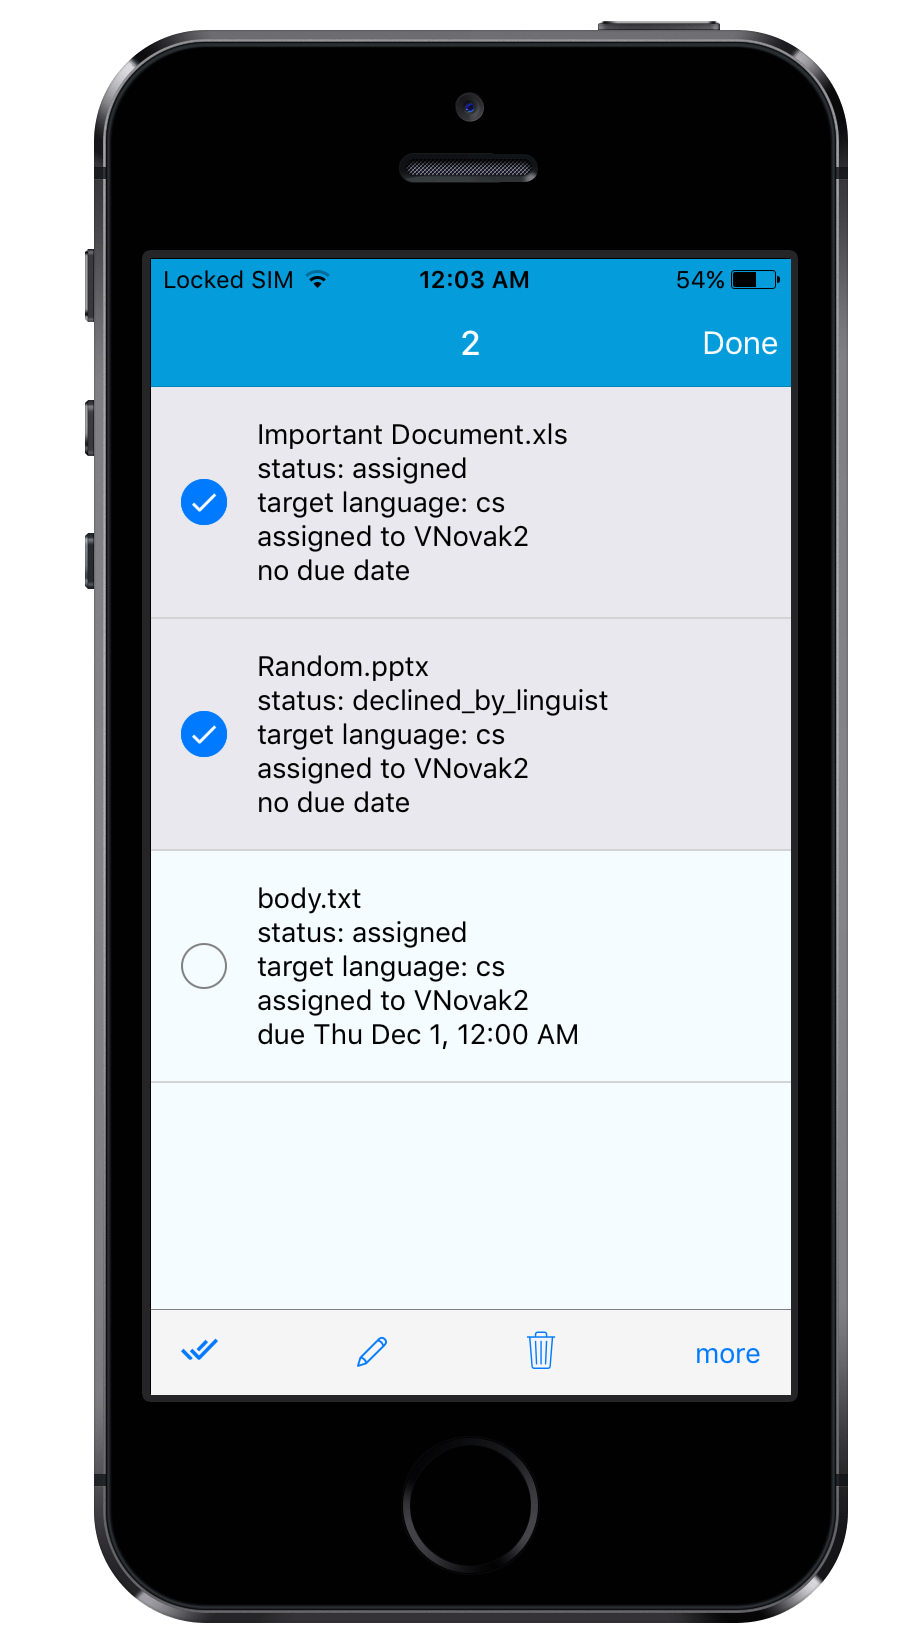 Locked SIM 12:03 AM 54%
2 Done
Important Document.xls
status: assigned
target language: cs
assigned to VNovak2
no due date
Random.pptx
status: declined_by_linguist
target language: cs
assigned to VNovak2
no due date
body.txt
status: assigned
target language: cs
assigned to VNovak2
due Thu Dec 1, 12:00 AM
more